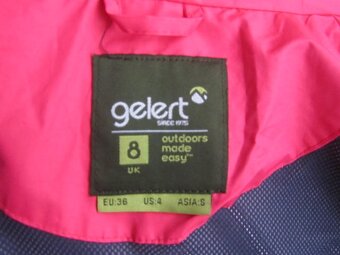 gelert
SINCE 1975
8
UK
outdoors
made
easy™
EU:36 US:4 ASIA:S